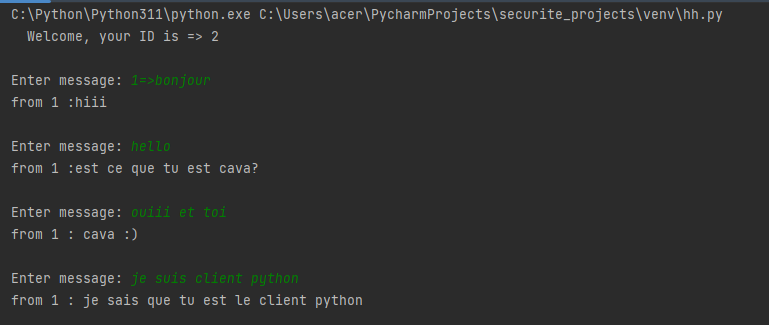 C:\Python\Python311\python.exe C:\Users\acer\PycharmProjects\securite_projects\venv\hh.py
Welcome, your ID is => 2
Enter message: 1=>bonjour
from 1 :hiii
Enter message: hello
from 1 :est ce que tu est cava?
Enter message: ouiii et toi
from 1 : cava :)
Enter message: je suis client python
from 1 : je sais que tu est le client python